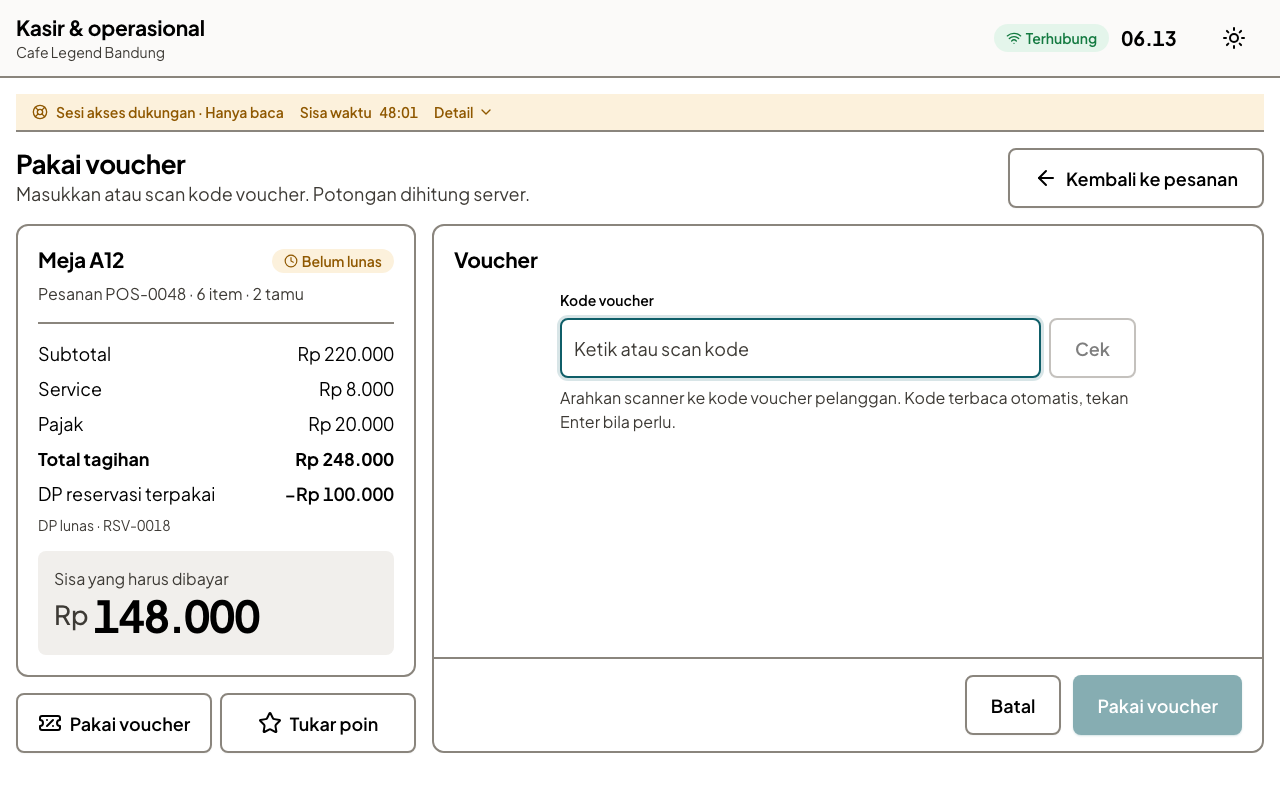 Kasir & operasional
Cafe Legend Bandung
Terhubung
06.13
Sesi akses dukungan · Hanya baca
Sisa waktu 48:01
Detail
Pakai voucher
Masukkan atau scan kode voucher. Potongan dihitung server.
Kembali ke pesanan
Meja A12
Belum lunas
Pesanan POS-0048 · 6 item · 2 tamu
Subtotal Rp 220.000
Service Rp 8.000
Pajak Rp 20.000
Total tagihan Rp 248.000
DP reservasi terpakai −Rp 100.000
DP lunas · RSV-0018
Sisa yang harus dibayar
Rp 148.000
Pakai voucher
Tukar poin
Voucher
Kode voucher
Ketik atau scan kode
Cek
Arahkan scanner ke kode voucher pelanggan. Kode terbaca otomatis, tekan
Enter bila perlu.
Batal
Pakai voucher